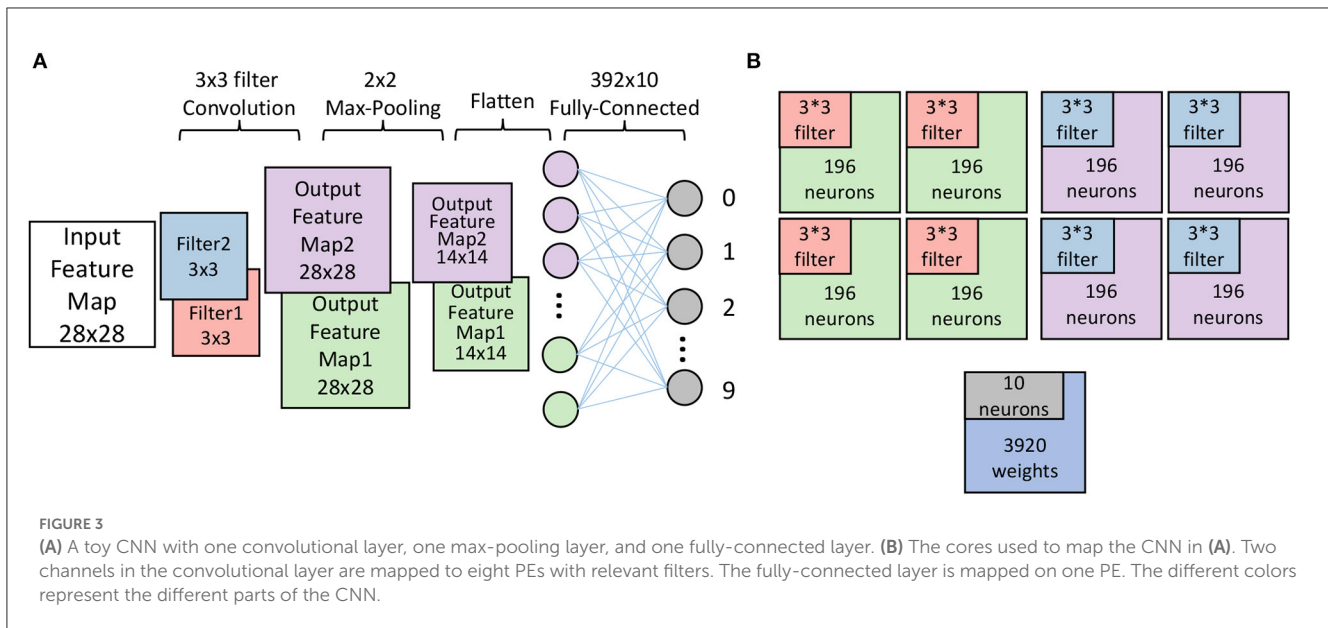 A
3x3 filter
Convolution
2x2
Max-Pooling
Flatten
392x10
Fully-Connected
Input
Feature
Map
28x28
Filter2
3x3
Filter1
3x3
Output
Feature
Map2
28x28
Output
Feature
Map1
28x28
Output
Feature
Map2
14x14
Output
Feature
Map1
14x14
0
1
2
9
B
3*3
filter
196
neurons
3*3
filter
196
neurons
3*3
filter
196
neurons
3*3
filter
196
neurons
3*3
filter
196
neurons
3*3
filter
196
neurons
3*3
filter
196
neurons
3*3
filter
196
neurons
10
neurons
3920
weights
FIGURE 3
(A) A toy CNN with one convolutional layer, one max-pooling layer, and one fully-connected layer. (B) The cores used to map the CNN in (A). Two
channels in the convolutional layer are mapped to eight PEs with relevant filters. The fully-connected layer is mapped on one PE. The different colors
represent the different parts of the CNN.